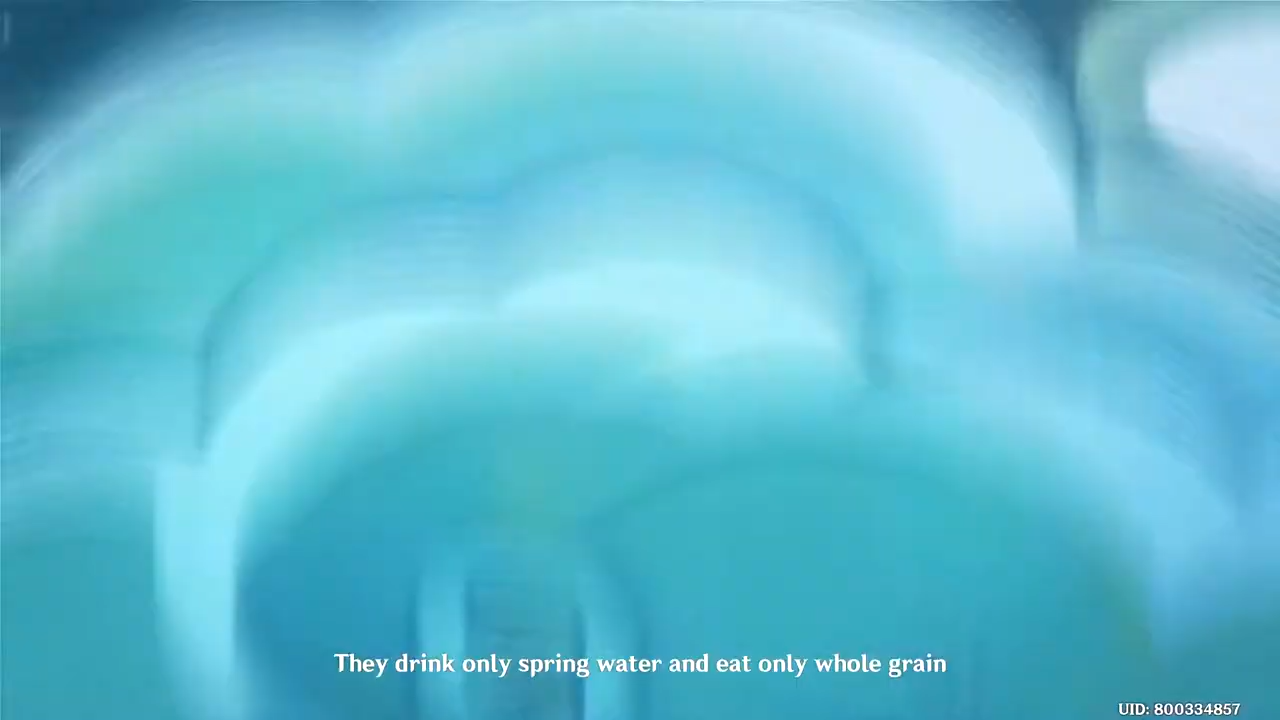 They drink only spring water and eat only whole grain
UID: 800334857